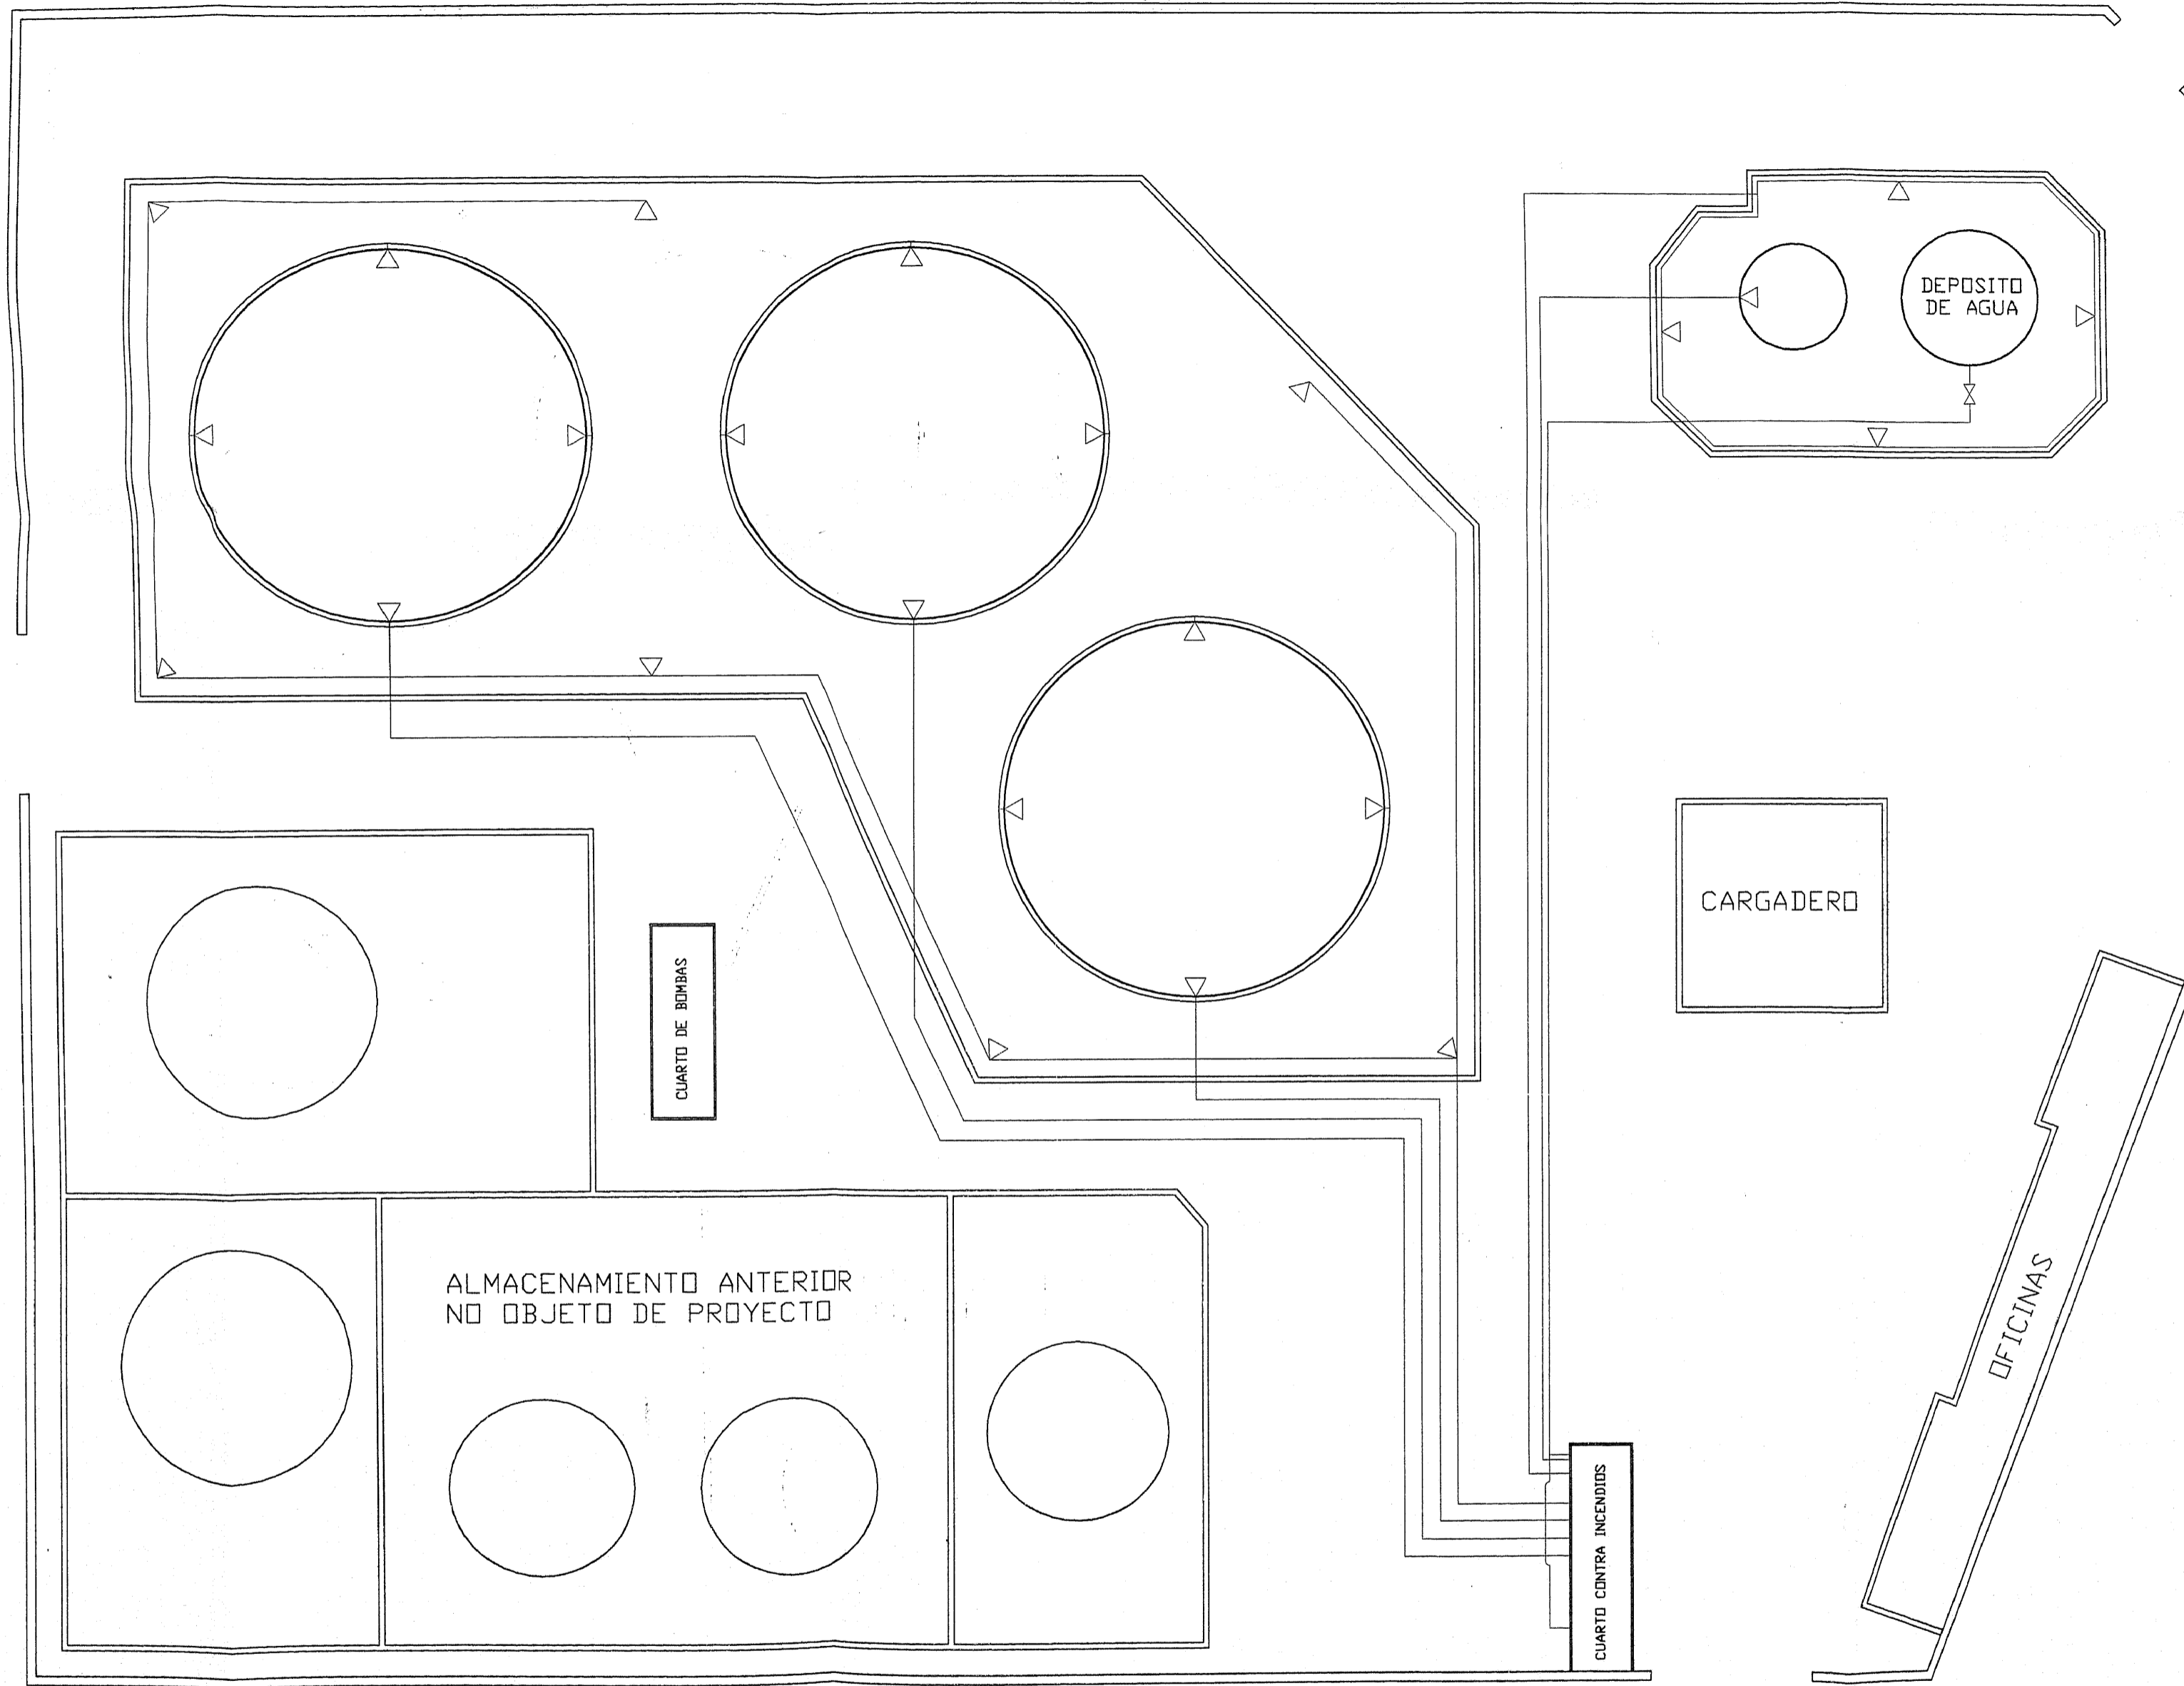 DEPOSITO
DE AGUA
CARGADERO
CUARTO DE BOMBAS
ALMACENAMIENTO ANTERIOR
NO OBJETO DE PROYECTO
OFICINAS
CUARTO CONTRA INCENDIOS